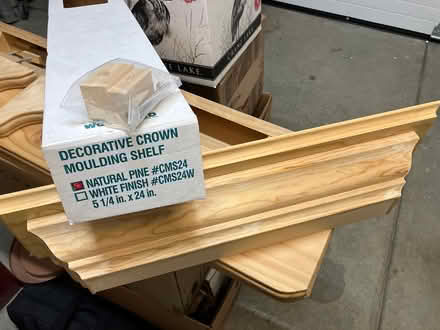 LAKE
DECORATIVE CROWN
MOULDING SHELF
NATURAL PINE #CMS24
WHITE FINISH #CMS24W
5 1/4 in. x 24 in.